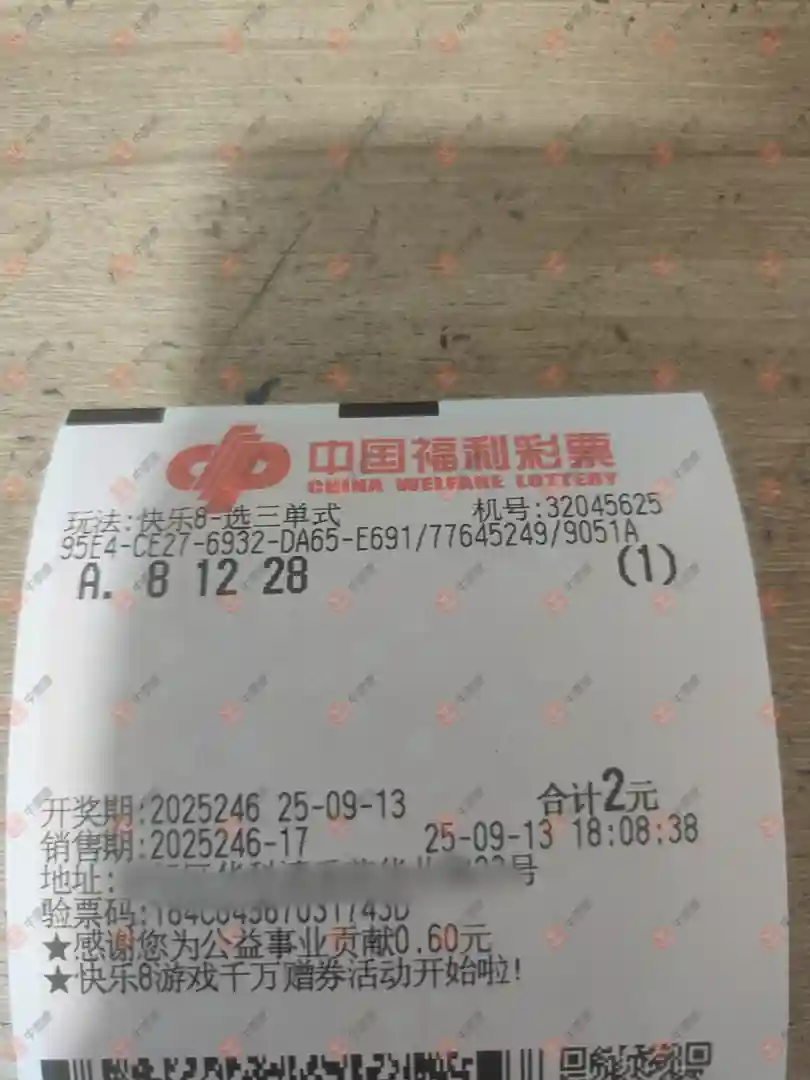 中国福利彩票
CHINA WELFARE LOTTERY
玩法:快乐8-选三单式 机号:32045625
95E4-CE27-6932-DA65-E691/77645249/9051A
A. 8 12 28 (1)
开奖期:2025246 25-09-13 合计2元
销售期:2025246-17 25-09-13 18:08:38
地址: 号
验票码:
★感谢您为公益事业贡献0.60元
★快乐8游戏千万赠券活动开始啦!